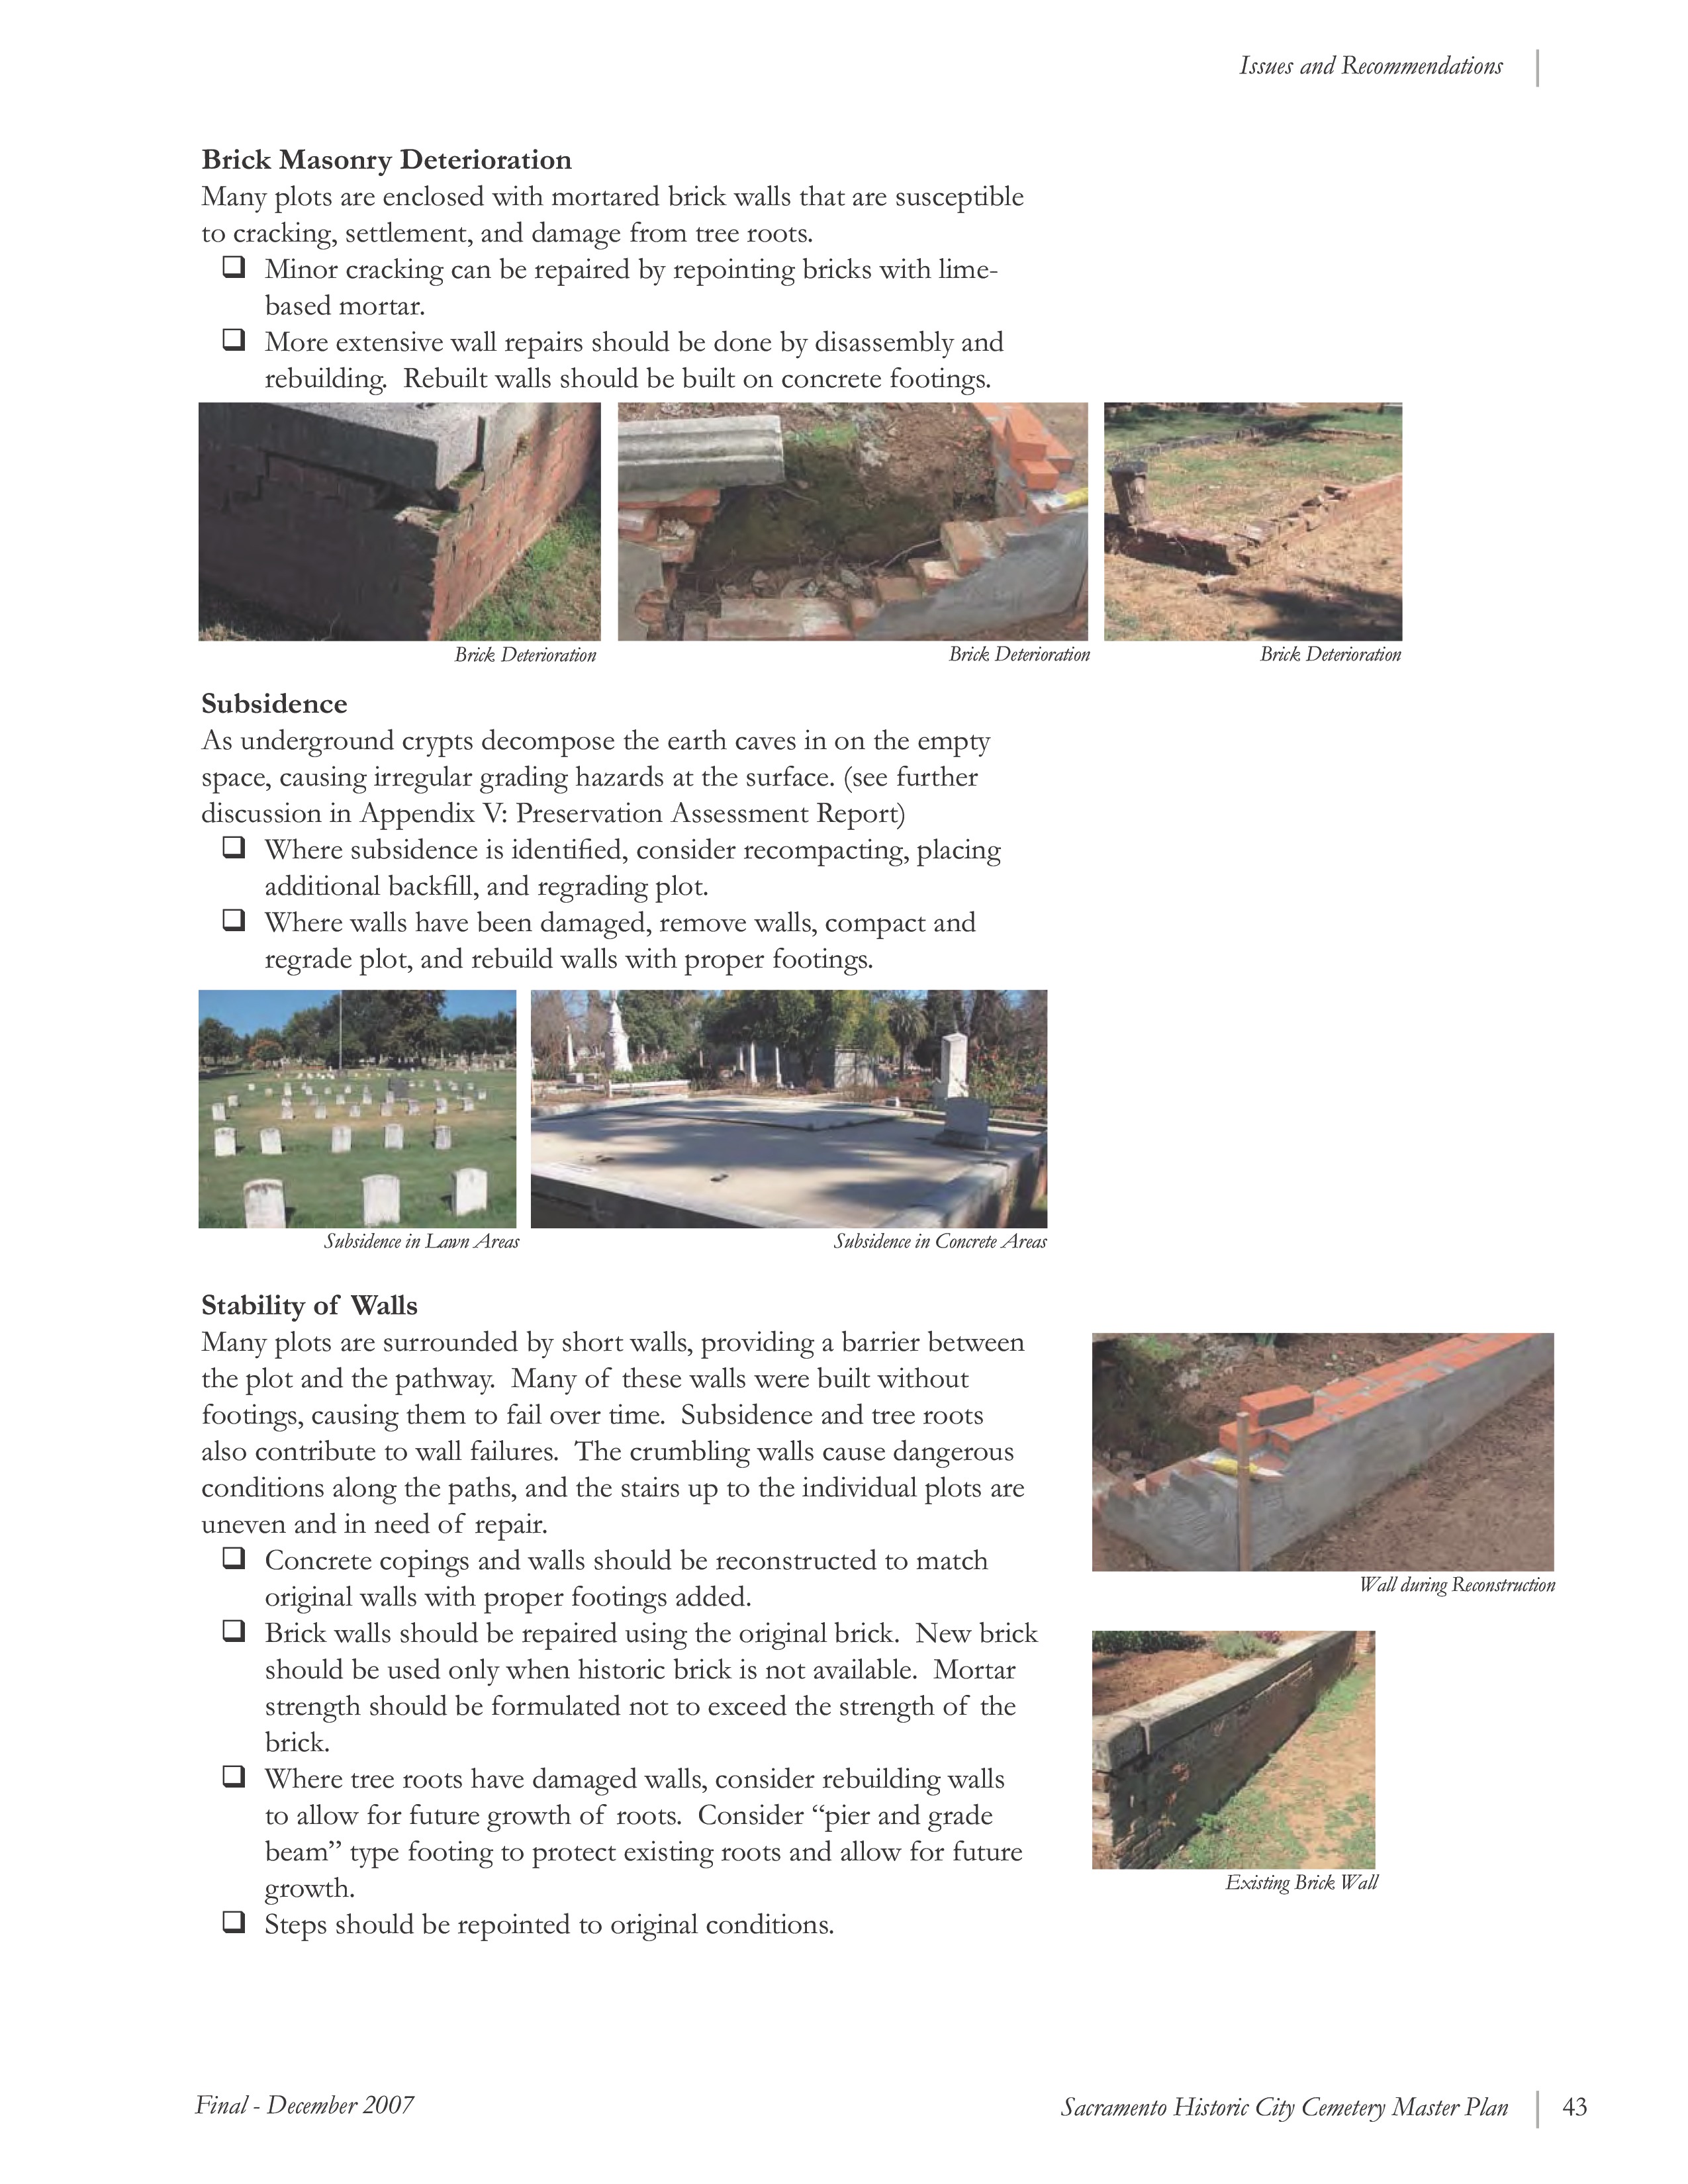 Issues and Recommendations
Brick Masonry Deterioration
Many plots are enclosed with mortared brick walls that are susceptible
to cracking, settlement, and damage from tree roots.
❑ Minor cracking can be repaired by repointing bricks with lime-
based mortar.
❑ More extensive wall repairs should be done by disassembly and
rebuilding.  Rebuilt walls should be built on concrete footings.
Brick Deterioration
Brick Deterioration
Brick Deterioration
Subsidence
As underground crypts decompose the earth caves in on the empty
space, causing irregular grading hazards at the surface. (see further
discussion in Appendix V: Preservation Assessment Report)
❑ Where subsidence is identified, consider recompacting, placing
additional backfill, and regrading plot.
❑ Where walls have been damaged, remove walls, compact and
regrade plot, and rebuild walls with proper footings.
Subsidence in Lawn Areas
Subsidence in Concrete Areas
Stability of Walls
Many plots are surrounded by short walls, providing a barrier between
the plot and the pathway.  Many of these walls were built without
footings, causing them to fail over time.  Subsidence and tree roots
also contribute to wall failures.  The crumbling walls cause dangerous
conditions along the paths, and the stairs up to the individual plots are
uneven and in need of repair.
❑ Concrete copings and walls should be reconstructed to match
original walls with proper footings added.
❑ Brick walls should be repaired using the original brick.  New brick
should be used only when historic brick is not available.  Mortar
strength should be formulated not to exceed the strength of the
brick.
❑ Where tree roots have damaged walls, consider rebuilding walls
to allow for future growth of roots.  Consider “pier and grade
beam” type footing to protect existing roots and allow for future
growth.
❑ Steps should be repointed to original conditions.
Wall during Reconstruction
Existing Brick Wall
Final - December 2007
Sacramento Historic City Cemetery Master Plan
43